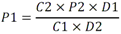 P1 = C2 × P2 × D1 / C1 × D2